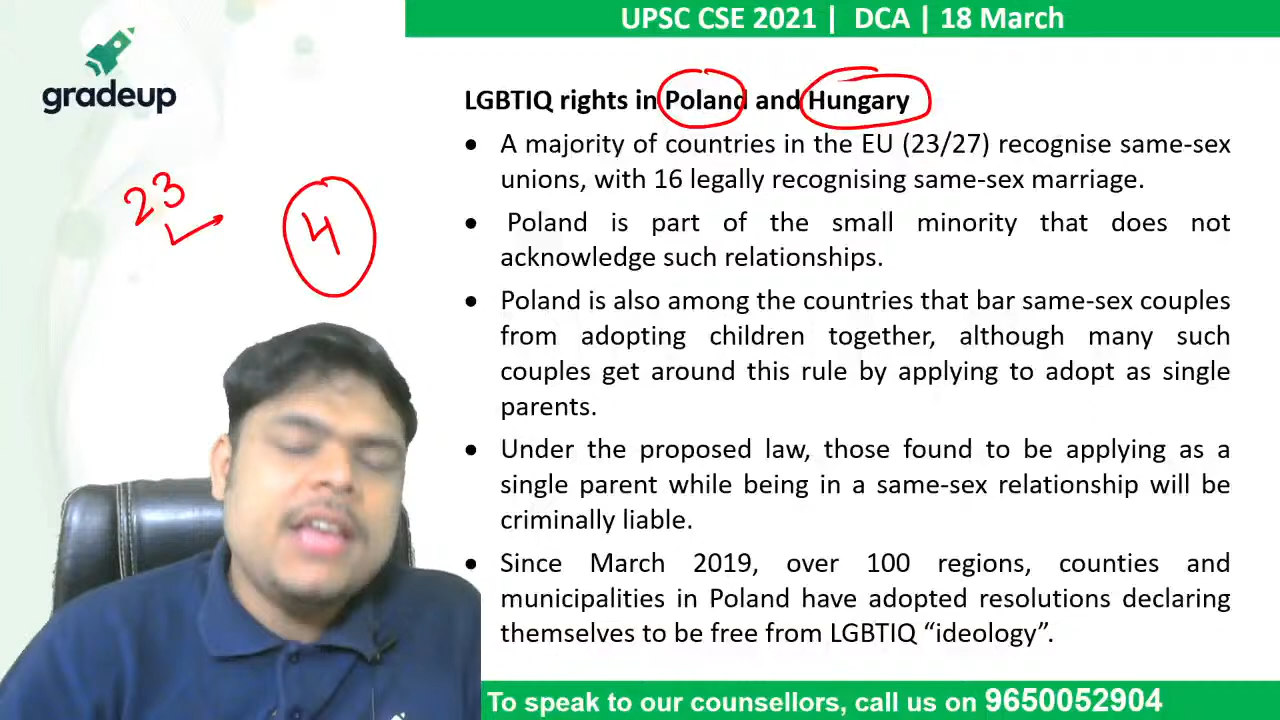 UPSC CSE 2021 | DCA | 18 March
gradeup
LGBTIQ rights in Poland and Hungary
• A majority of countries in the EU (23/27) recognise same-sex
unions, with 16 legally recognising same-sex marriage.
• Poland is part of the small minority that does not
acknowledge such relationships.
• Poland is also among the countries that bar same-sex couples
from adopting children together, although many such
couples get around this rule by applying to adopt as single
parents.
• Under the proposed law, those found to be applying as a
single parent while being in a same-sex relationship will be
criminally liable.
• Since March 2019, over 100 regions, counties and
municipalities in Poland have adopted resolutions declaring
themselves to be free from LGBTIQ “ideology”.
23
4
To speak to our counsellors, call us on 9650052904